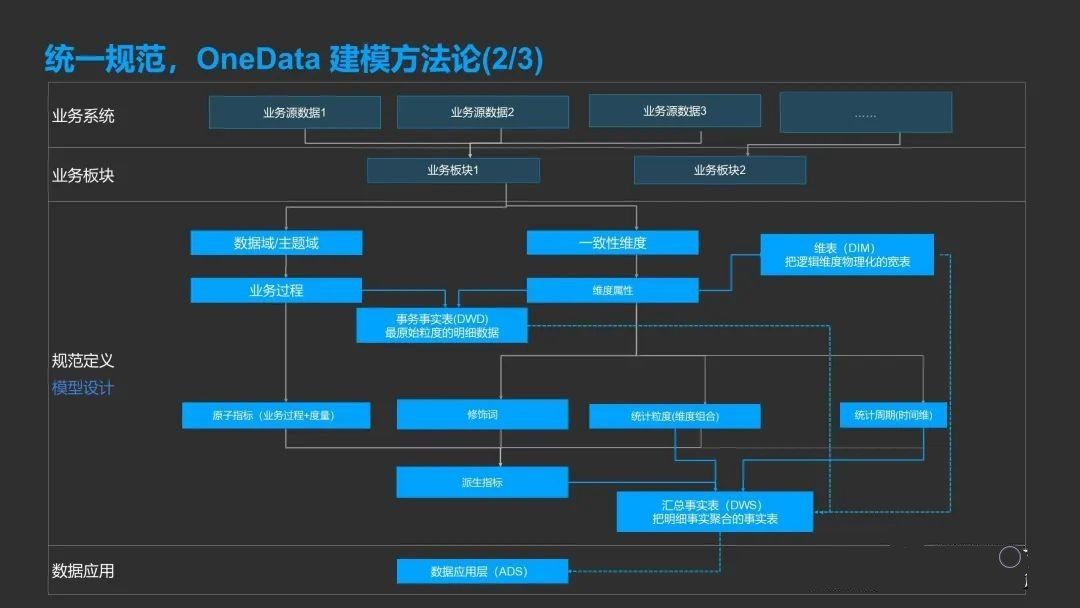 统一规范，OneData 建模方法论(2/3)
业务系统
业务源数据1
业务源数据2
业务源数据3
……
业务板块
业务板块1
业务板块2
数据域/主题域
一致性维度
维表（DIM）
把逻辑维度物理化的宽表
业务过程
维度属性
事务事实表(DWD)
最原始粒度的明细数据
规范定义
模型设计
原子指标（业务过程+度量）
修饰词
统计粒度(维度组合)
统计周期(时间维)
派生指标
汇总事实表（DWS）
把明细事实聚合的事实表
数据应用
数据应用层（ADS）